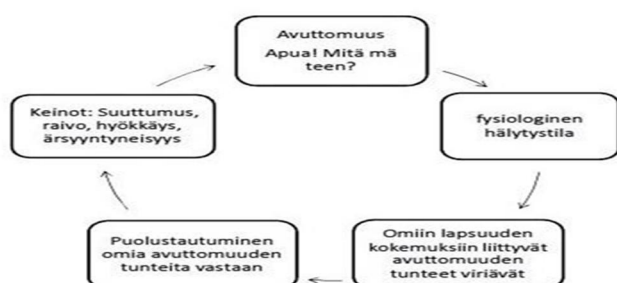 Avuttomuus
Apua! Mitä mä
teen?
fysiologinen
hälytystila
Omiin lapsuuden
kokemuksiin liittyvät
avuttomuuden
tunteet viriävät
Puolustautuminen
omia avuttomuuden
tunteita vastaan
Keinot: Suuttumus,
raivo, hyökkäys,
ärsyyntyneisyys